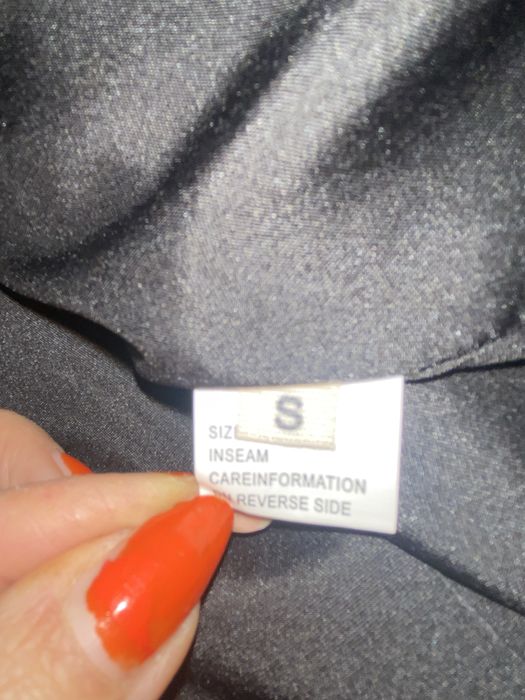 S
SIZ
INSEAM
CAREINFORMATION
REVERSE SIDE